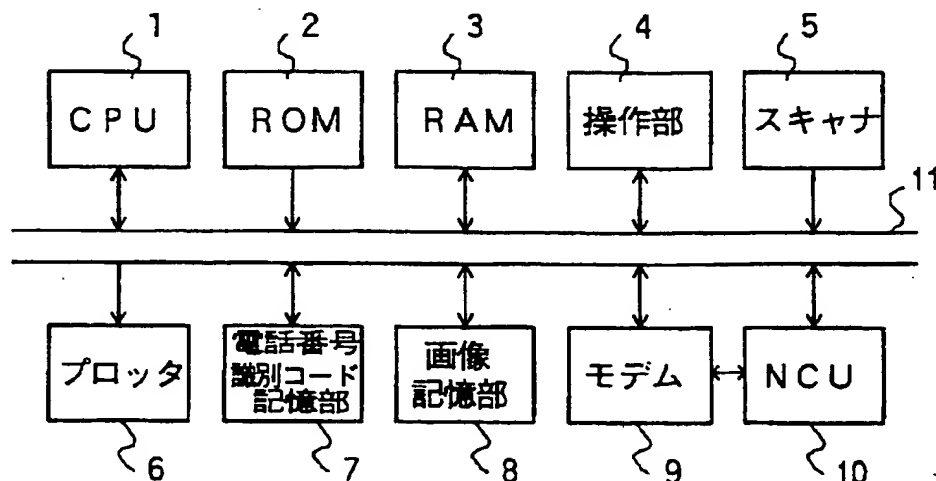 1 2 3 4 5
CPU ROM RAM 操作部 スキャナ
11
プロッタ
電話番号
識別コード
記憶部
画像
記憶部
モデム
NCU
6 7 8 9 10